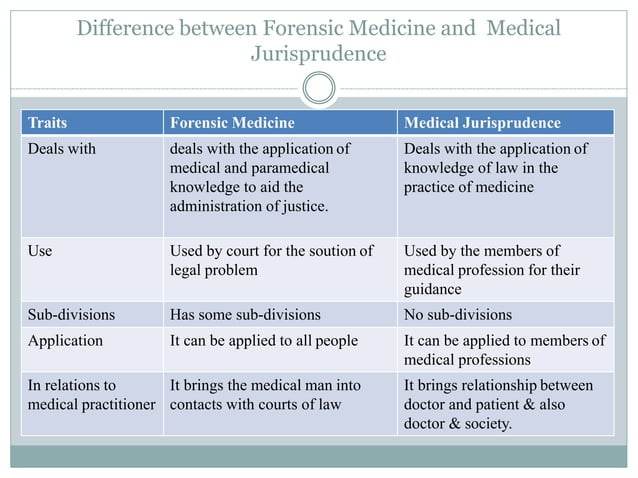 Difference between Forensic Medicine and Medical
Jurisprudence
Traits
Forensic Medicine
Medical Jurisprudence
Deals with
deals with the application of
medical and paramedical
knowledge to aid the
administration of justice.
Deals with the application of
knowledge of law in the
practice of medicine
Use
Used by court for the soution of
legal problem
Used by the members of
medical profession for their
guidance
Sub-divisions
Has some sub-divisions
No sub-divisions
Application
It can be applied to all people
It can be applied to members of
medical professions
In relations to
medical practitioner
It brings the medical man into
contacts with courts of law
It brings relationship between
doctor and patient & also
doctor & society.